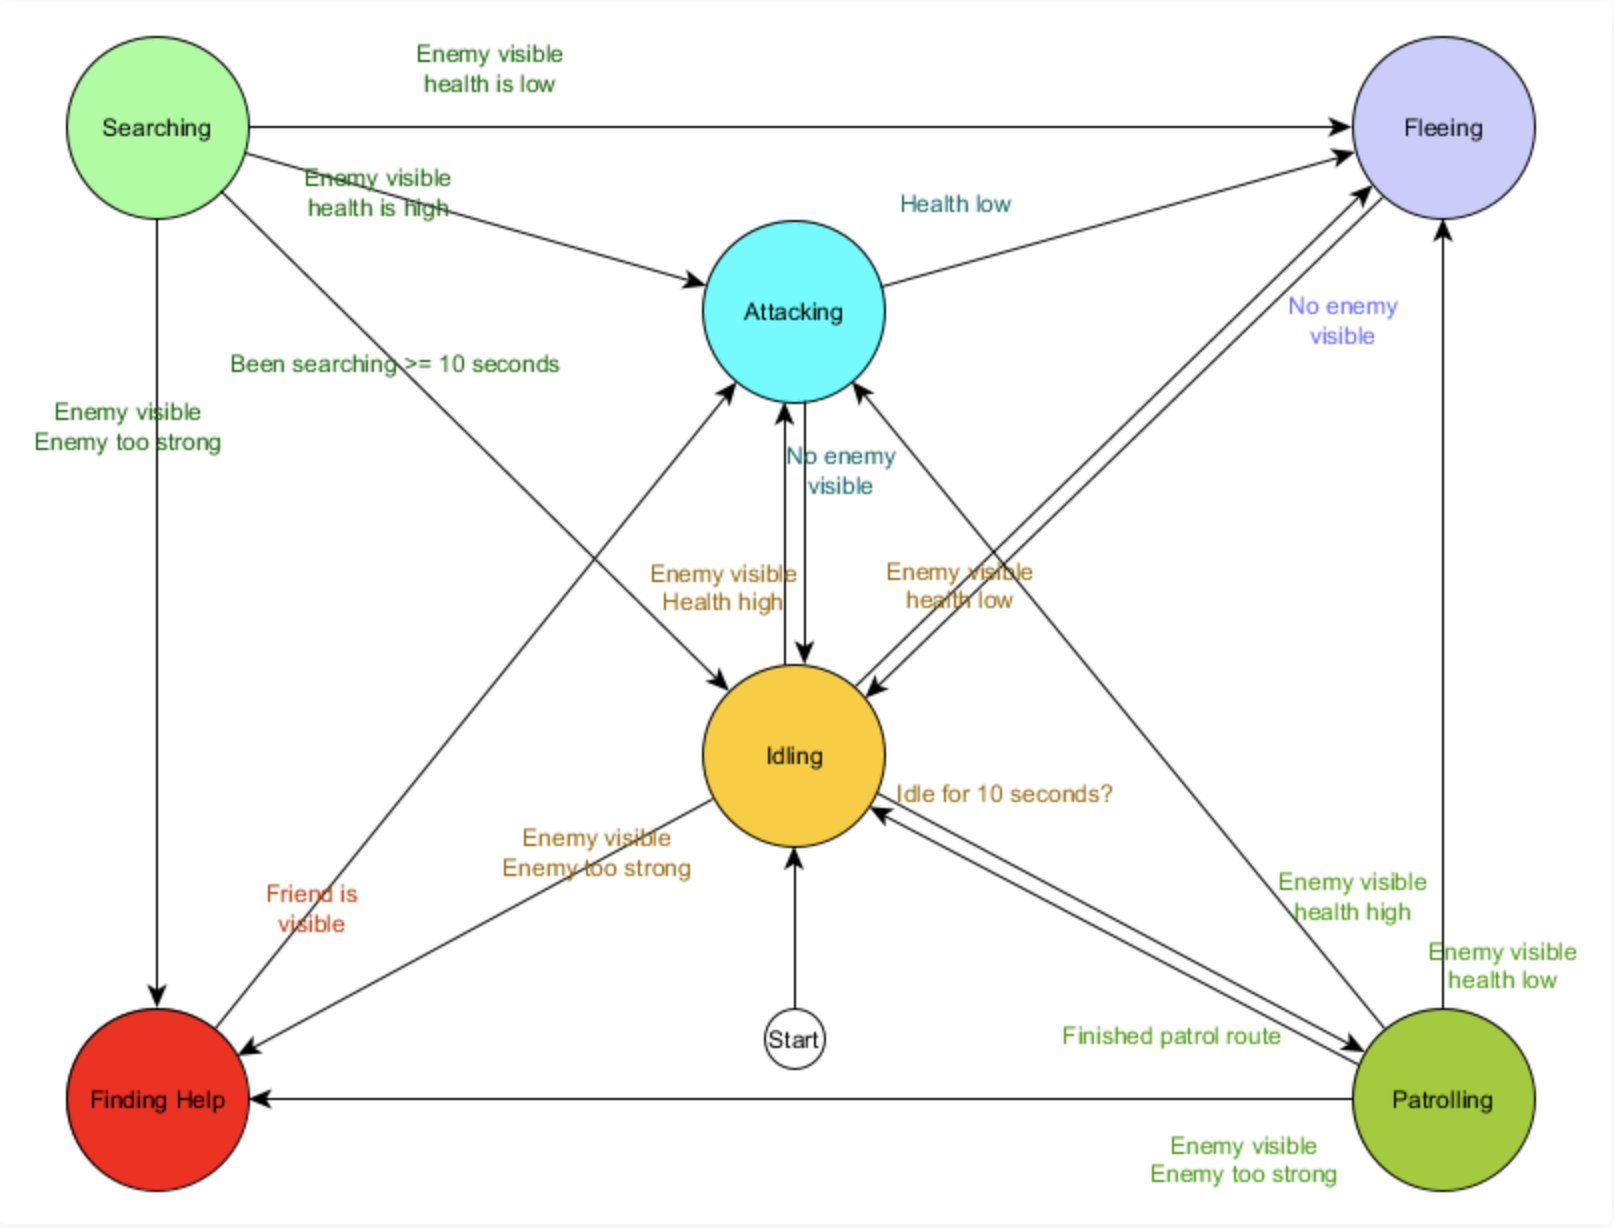 Enemy visible
health is low
Searching
Fleeing
Enemy visible
health is high
Health low
Attacking
No enemy
visible
Been searching >= 10 seconds
Enemy visible
Enemy too strong
No enemy
visible
Enemy visible
Health high
Enemy visible
health low
Idling
Idle for 10 seconds?
Enemy visible
Enemy too strong
Friend is
visible
Enemy visible
health high
Enemy visible
health low
Start
Finished patrol route
Finding Help
Patrolling
Enemy visible
Enemy too strong